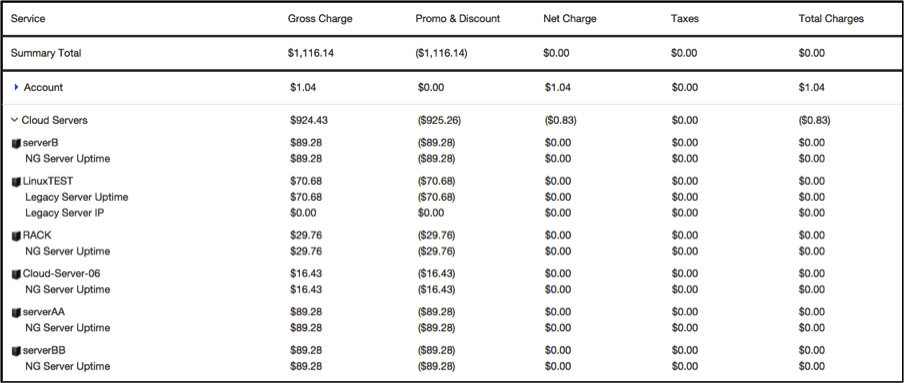 Service Gross Charge Promo & Discount Net Charge Taxes Total Charges
Summary Total $1,116.14 ($1,116.14) $0.00 $0.00 $0.00
Account $1.04 $0.00 $1.04 $0.00 $1.04
Cloud Servers $924.43 ($925.26) ($0.83) $0.00 ($0.83)
serverB $89.28 ($89.28) $0.00 $0.00 $0.00
NG Server Uptime $89.28 ($89.28) $0.00 $0.00 $0.00
LinuxTEST $70.68 ($70.68) $0.00 $0.00 $0.00
Legacy Server Uptime $70.68 ($70.68) $0.00 $0.00 $0.00
Legacy Server IP $0.00 $0.00 $0.00 $0.00 $0.00
RACK $29.76 ($29.76) $0.00 $0.00 $0.00
NG Server Uptime $29.76 ($29.76) $0.00 $0.00 $0.00
Cloud-Server-06 $16.43 ($16.43) $0.00 $0.00 $0.00
NG Server Uptime $16.43 ($16.43) $0.00 $0.00 $0.00
serverAA $89.28 ($89.28) $0.00 $0.00 $0.00
NG Server Uptime $89.28 ($89.28) $0.00 $0.00 $0.00
serverBB $89.28 ($89.28) $0.00 $0.00 $0.00
NG Server Uptime $89.28 ($89.28) $0.00 $0.00 $0.00